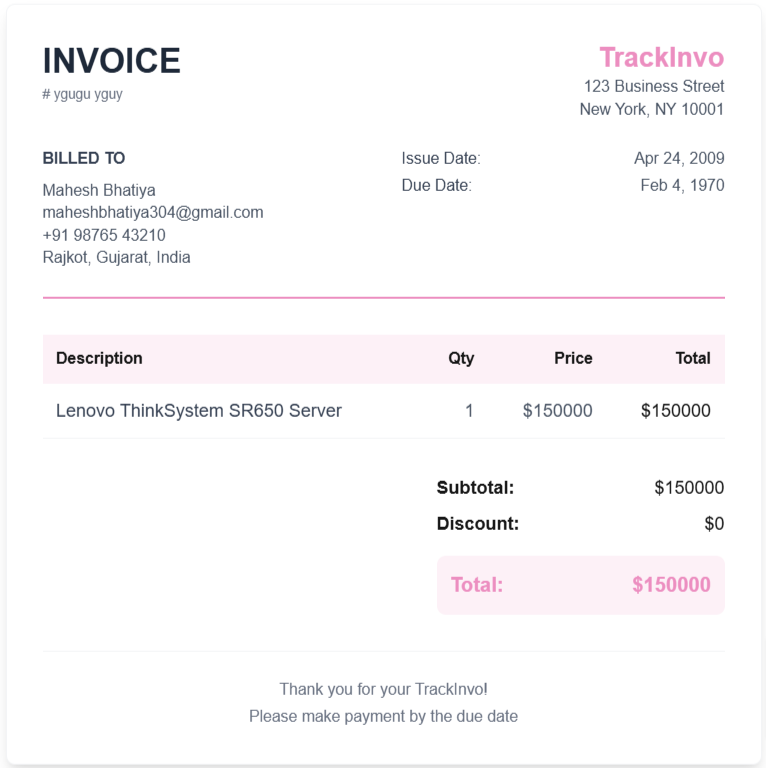 INVOICE
# ygugu yguy
TrackInvo
123 Business Street
New York, NY 10001
BILLED TO
Mahesh Bhatiya
maheshbhatiya304@gmail.com
+91 98765 43210
Rajkot, Gujarat, India
Issue Date: Apr 24, 2009
Due Date: Feb 4, 1970
Description Qty Price Total
Lenovo ThinkSystem SR650 Server 1 $150000 $150000
Subtotal: $150000
Discount: $0
Total: $150000
Thank you for your TrackInvo!
Please make payment by the due date